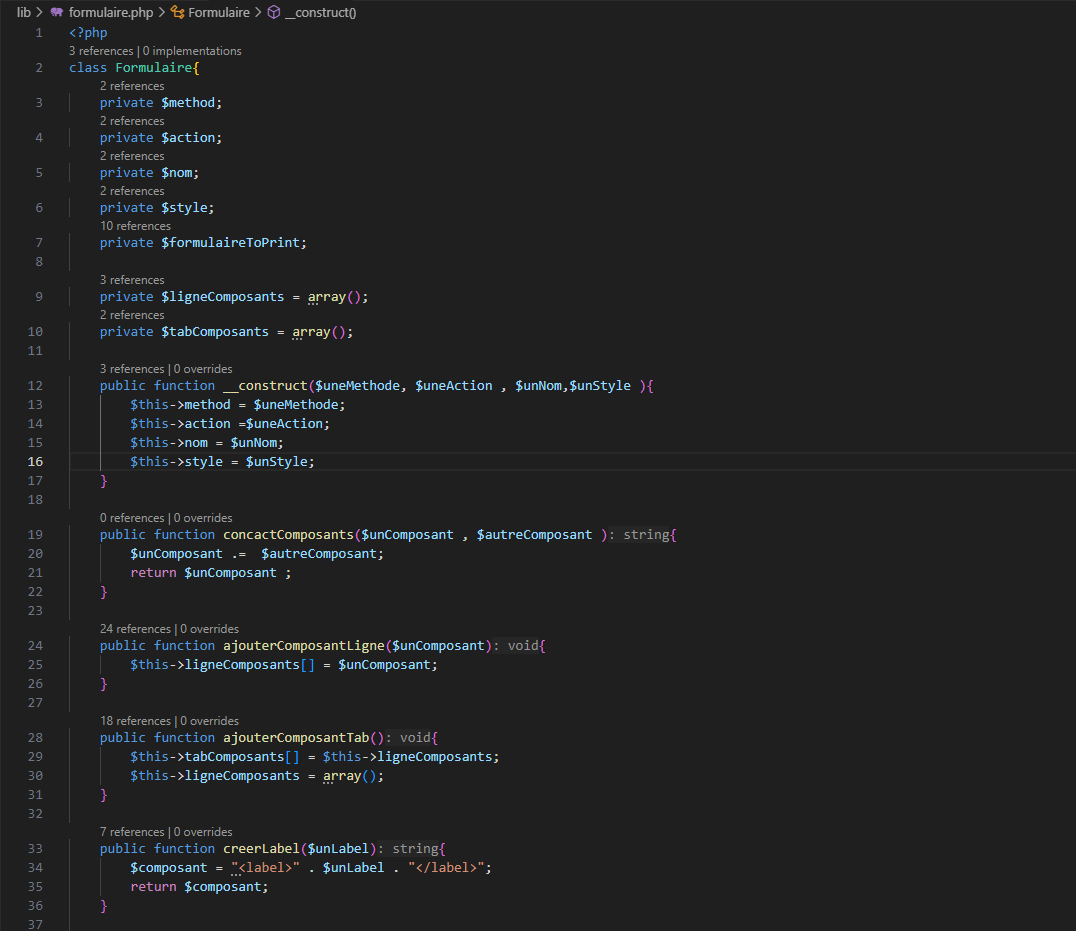 lib > formulaire.php > Formulaire > __construct()
1 <?php
3 references | 0 implementations
2 class Formulaire{
2 references
3 private $method;
2 references
4 private $action;
2 references
5 private $nom;
2 references
6 private $style;
10 references
7 private $formulaireToPrint;
8
3 references
9 private $ligneComposants = array();
2 references
10 private $tabComposants = array();
11
3 references | 0 overrides
12 public function __construct($uneMethode, $uneAction , $unNom,$unStyle ){
13 $this->method = $uneMethode;
14 $this->action =$uneAction;
15 $this->nom = $unNom;
16 $this->style = $unStyle;
17 }
18
0 references | 0 overrides
19 public function concactComposants($unComposant , $autreComposant ): string{
20 $unComposant .=  $autreComposant;
21 return $unComposant ;
22 }
23
24 references | 0 overrides
24 public function ajouterComposantLigne($unComposant): void{
25 $this->ligneComposants[] = $unComposant;
26 }
27
18 references | 0 overrides
28 public function ajouterComposantTab(): void{
29 $this->tabComposants[] = $this->ligneComposants;
30 $this->ligneComposants = array();
31 }
32
7 references | 0 overrides
33 public function creerLabel($unLabel): string{
34 $composant = "<label>" . $unLabel . "</label>";
35 return $composant;
36 }
37